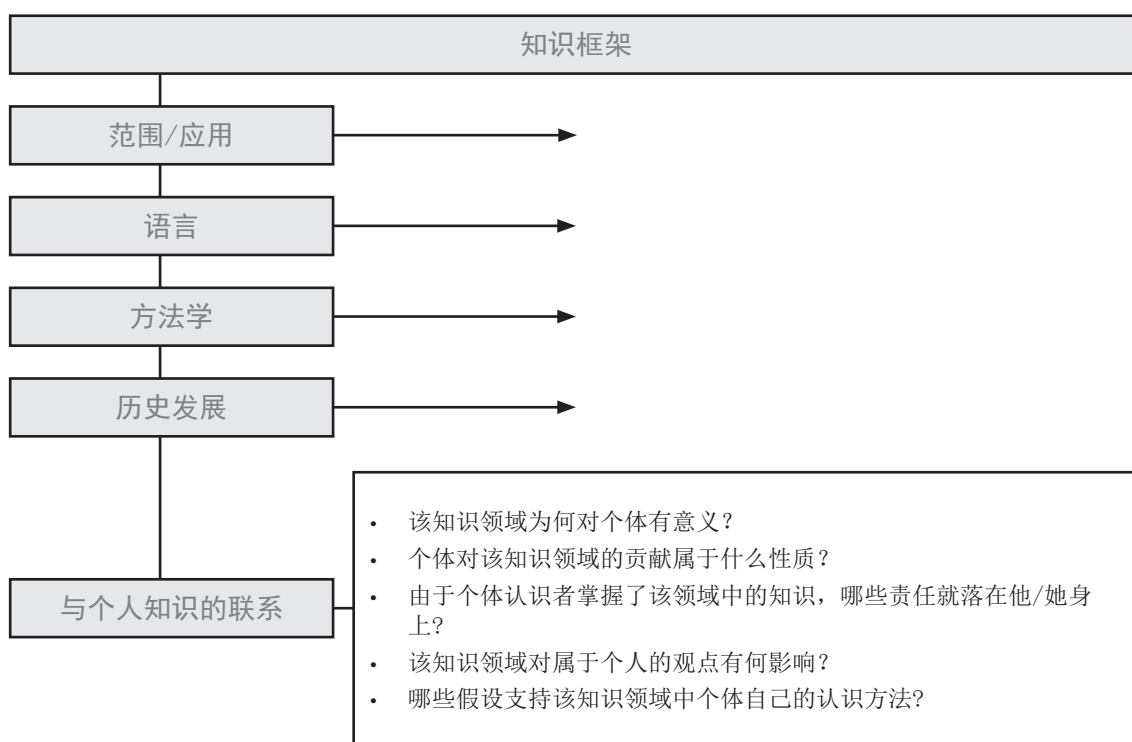 知识框架
范围/应用
语言
方法学
历史发展
与个人知识的联系
• 该知识领域为何对个体有意义？
• 个体对该知识领域的贡献属于什么性质？
• 由于个体认识者掌握了该领域中的知识，哪些责任就落在他/她身
上？
• 该知识领域对属于个人的观点有何影响？
• 哪些假设支持该知识领域中个体自己的认识方法？